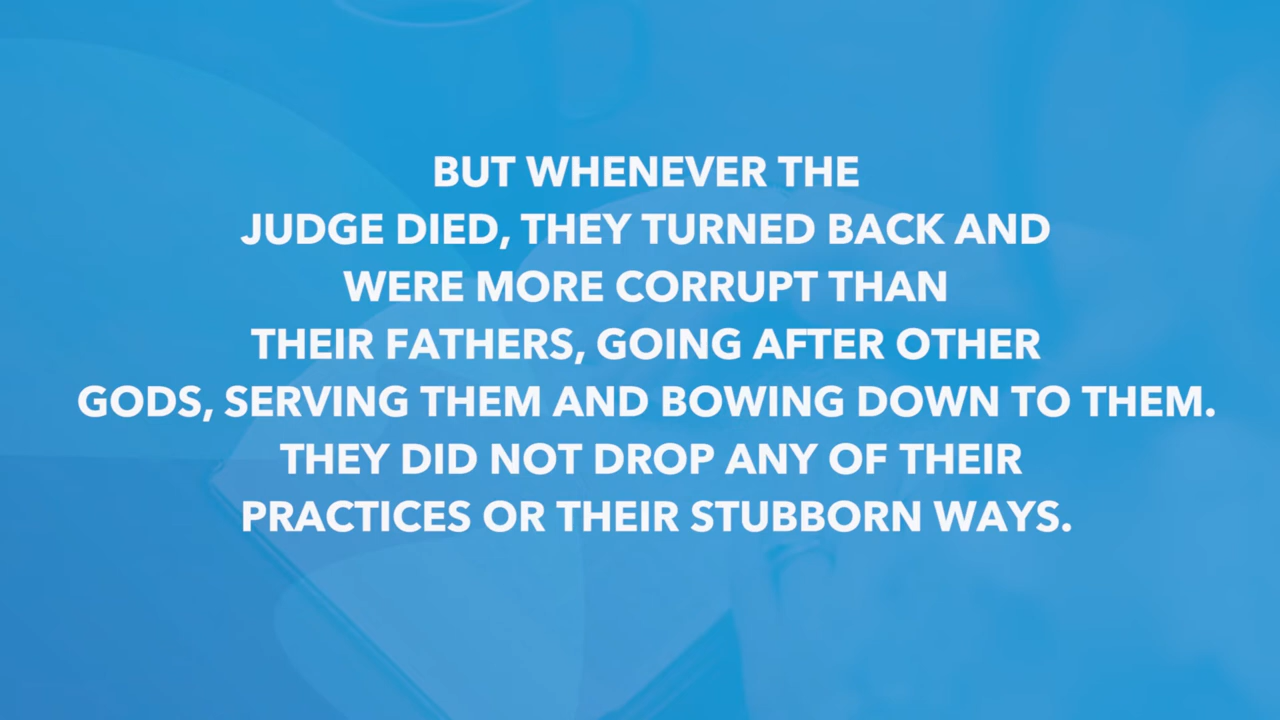 BUT WHENEVER THE
JUDGE DIED, THEY TURNED BACK AND
WERE MORE CORRUPT THAN
THEIR FATHERS, GOING AFTER OTHER
GODS, SERVING THEM AND BOWING DOWN TO THEM.
THEY DID NOT DROP ANY OF THEIR
PRACTICES OR THEIR STUBBORN WAYS.